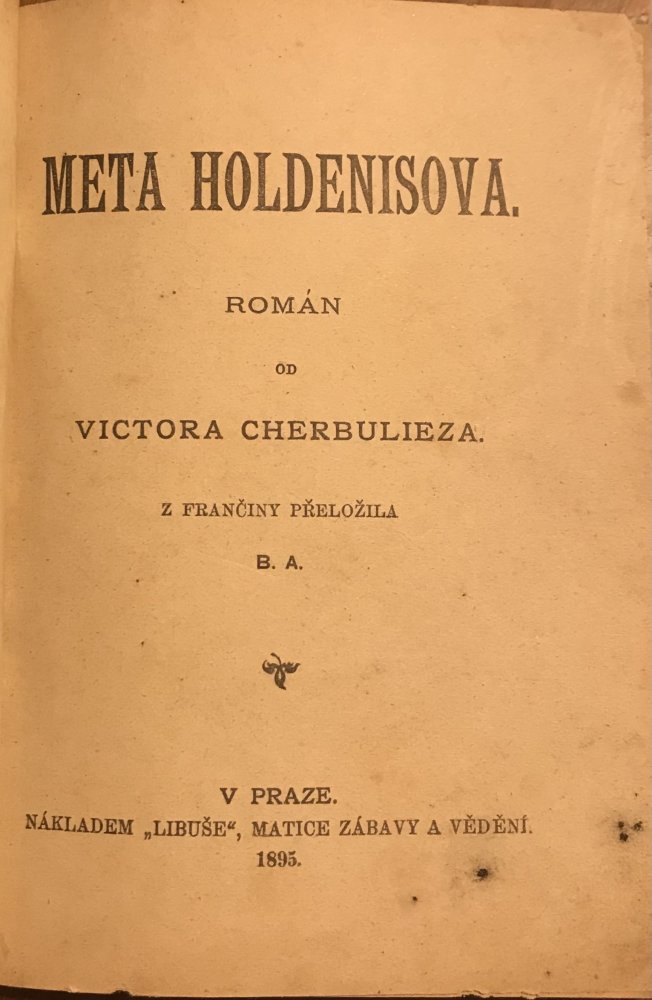 META HOLDENISOVA.
ROMÁN
OD
VICTORA CHERBULIEZA.
Z FRANČINY PŘELOŽILA
B. A.
V PRAZE.
NÁKLADEM „LIBUŠE“, MATICE ZÁBAVY A VĚDĚNÍ.
1895.